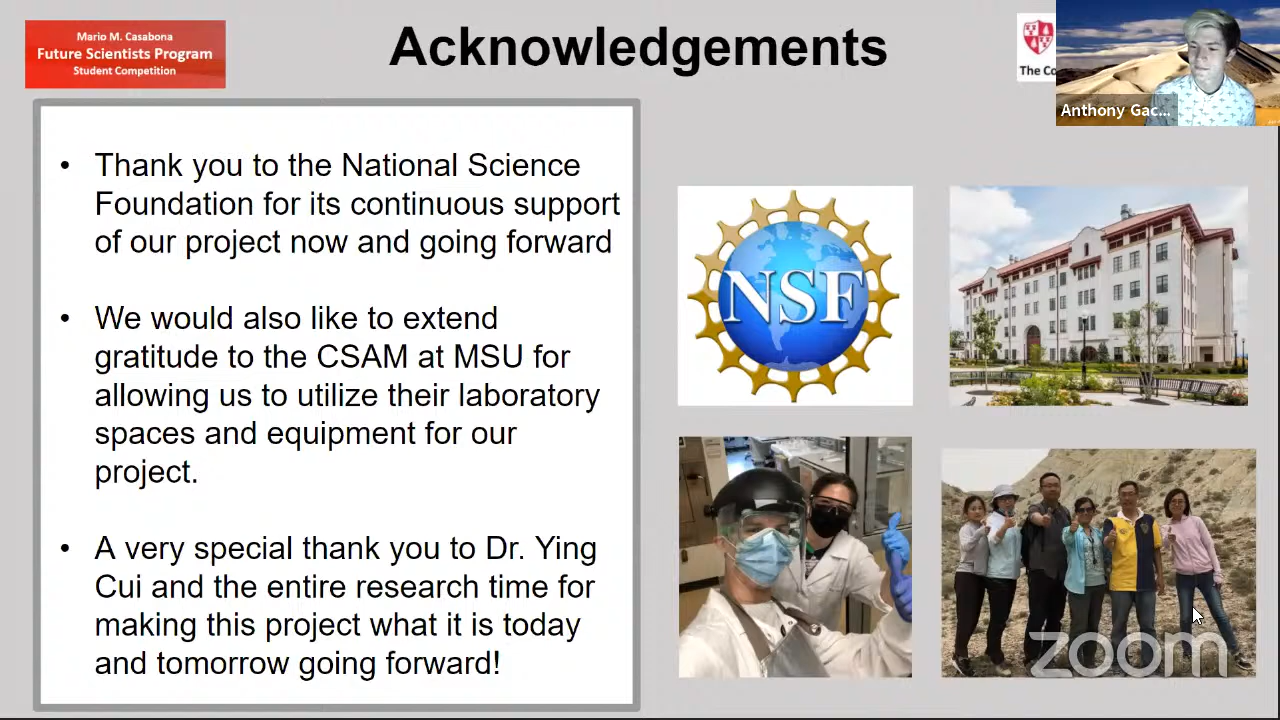 Mario M. Casabona
Future Scientists Program
Student Competition
Acknowledgements
The Co
Anthony Gac...
• Thank you to the National Science
Foundation for its continuous support
of our project now and going forward
• We would also like to extend
gratitude to the CSAM at MSU for
allowing us to utilize their laboratory
spaces and equipment for our
project.
• A very special thank you to Dr. Ying
Cui and the entire research time for
making this project what it is today
and tomorrow going forward!
NSF
zoom